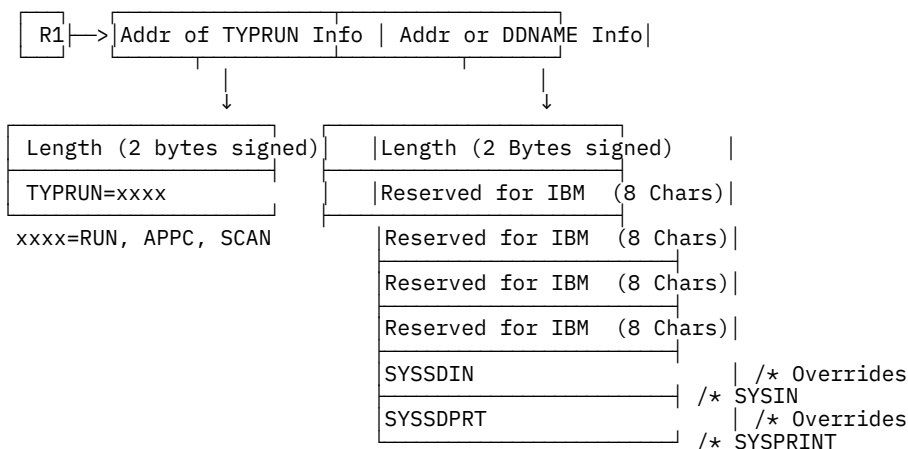 R1 Addr of TYPRUN Info | Addr or DDNAME Info
Length (2 bytes signed) Length (2 Bytes signed)
TYPRUN=xxxx Reserved for IBM (8 Chars)
xxxx=RUN, APPC, SCAN Reserved for IBM (8 Chars)
Reserved for IBM (8 Chars)
Reserved for IBM (8 Chars)
SYSSDIN /* Overrides
/* SYSIN
SYSSDPRT /* Overrides
/* SYSPRINT